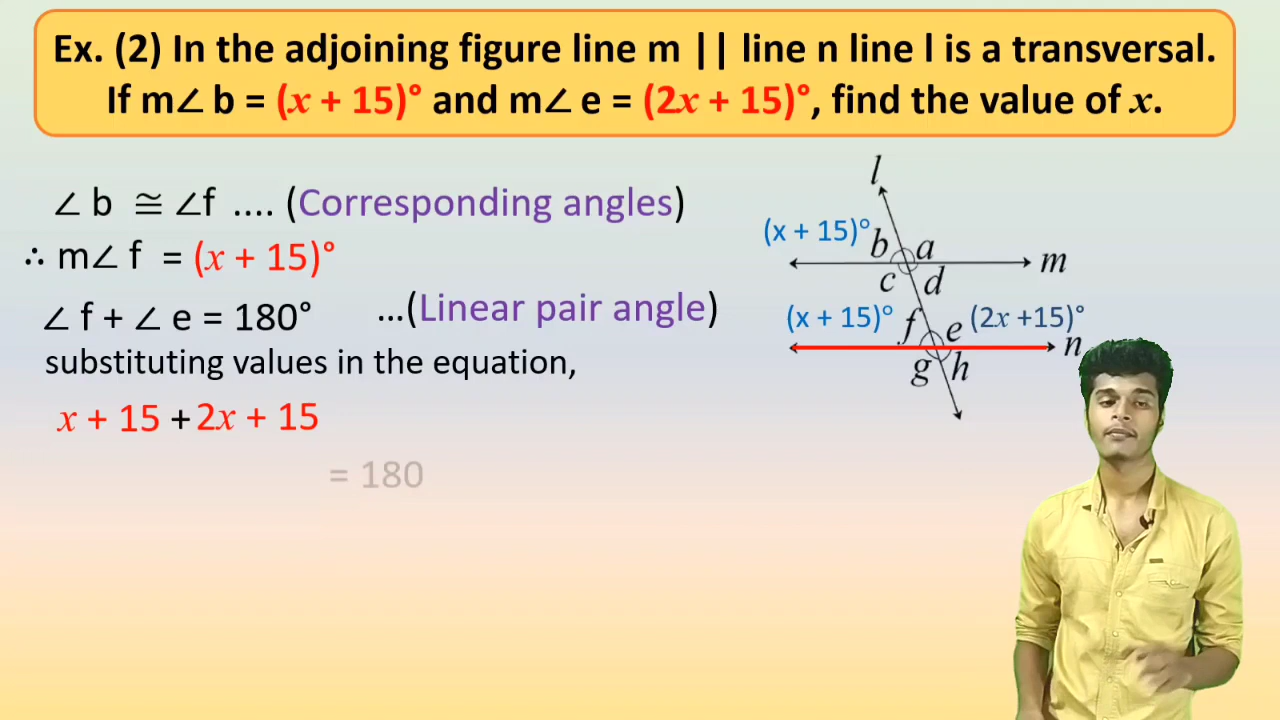 Ex. (2) In the adjoining figure line m || line n line l is a transversal.
If m∠ b = (x + 15)° and m∠ e = (2x + 15)°, find the value of x.
∠ b ≅ ∠f .... (Corresponding angles)
∴ m∠ f = (x + 15)°
∠ f + ∠ e = 180° ...(Linear pair angle)
substituting values in the equation,
x + 15 + 2x + 15
= 180
l
(x + 15)° b a
m
c d
(x + 15)° f e (2x +15)°
n
g h